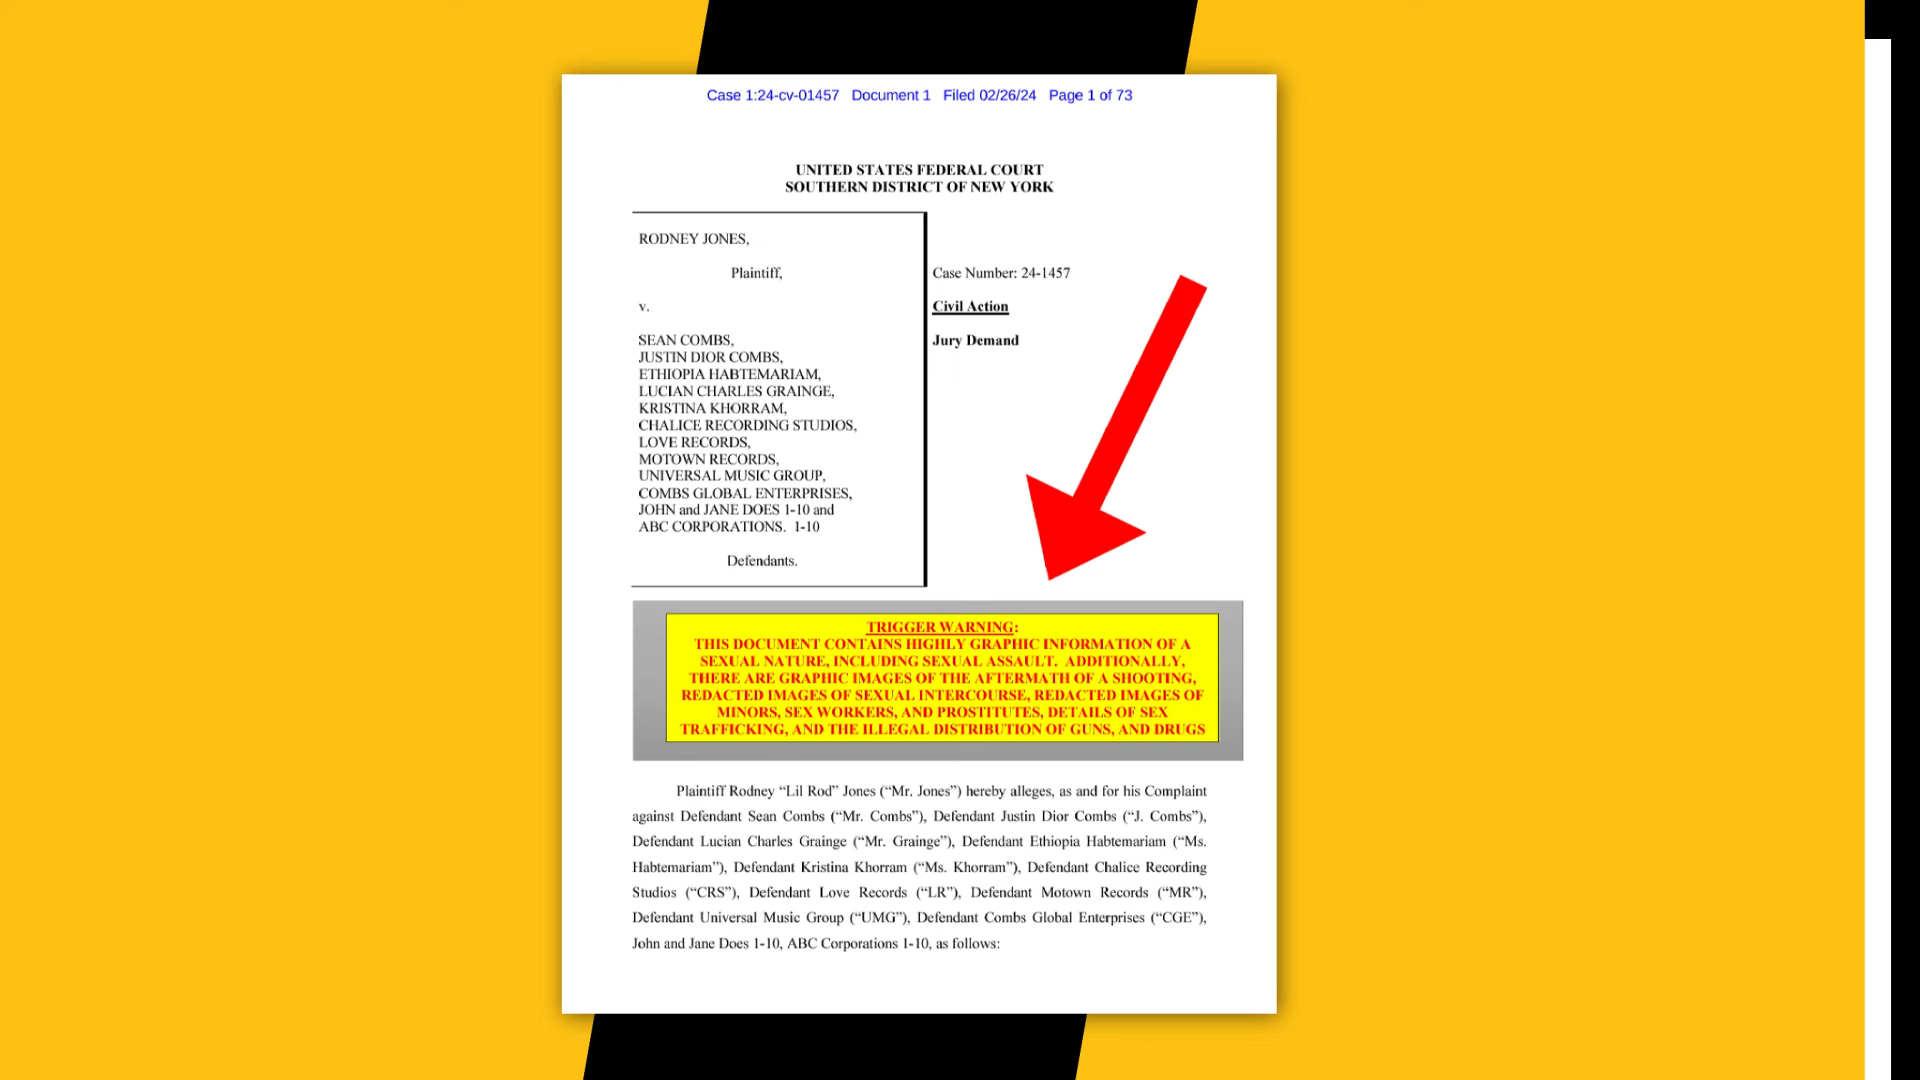 Case 1:24-cv-01457 Document 1 Filed 02/26/24 Page 1 of 73
UNITED STATES FEDERAL COURT
SOUTHERN DISTRICT OF NEW YORK
RODNEY JONES,
Plaintiff,
v.
SEAN COMBS,
JUSTIN DIOR COMBS,
ETHIOPIA HABTEMARIAM,
LUCIAN CHARLES GRAINGE,
KRISTINA KHORRAM,
CHALICE RECORDING STUDIOS,
LOVE RECORDS,
MOTOWN RECORDS,
UNIVERSAL MUSIC GROUP,
COMBS GLOBAL ENTERPRISES,
JOHN and JANE DOES 1-10 and
ABC CORPORATIONS. 1-10
Defendants.
Case Number: 24-1457
Civil Action
Jury Demand
TRIGGER WARNING:
THIS DOCUMENT CONTAINS HIGHLY GRAPHIC INFORMATION OF A
SEXUAL NATURE, INCLUDING SEXUAL ASSAULT. ADDITIONALLY,
THERE ARE GRAPHIC IMAGES OF THE AFTERMATH OF A SHOOTING,
REDACTED IMAGES OF SEXUAL INTERCOURSE, REDACTED IMAGES OF
MINORS, SEX WORKERS, AND PROSTITUTES, DETAILS OF SEX
TRAFFICKING, AND THE ILLEGAL DISTRIBUTION OF GUNS, AND DRUGS
Plaintiff Rodney “Lil Rod” Jones (“Mr. Jones”) hereby alleges, as and for his Complaint
against Defendant Sean Combs (“Mr. Combs”), Defendant Justin Dior Combs (“J. Combs”),
Defendant Lucian Charles Grainge (“Mr. Grainge”), Defendant Ethiopia Habtemariam (“Ms.
Habtemariam”), Defendant Kristina Khorram (“Ms. Khorram”), Defendant Chalice Recording
Studios (“CRS”), Defendant Love Records (“LR”), Defendant Motown Records (“MR”),
Defendant Universal Music Group (“UMG”), Defendant Combs Global Enterprises (“CGE”),
John and Jane Does 1-10, ABC Corporations 1-10, as follows: